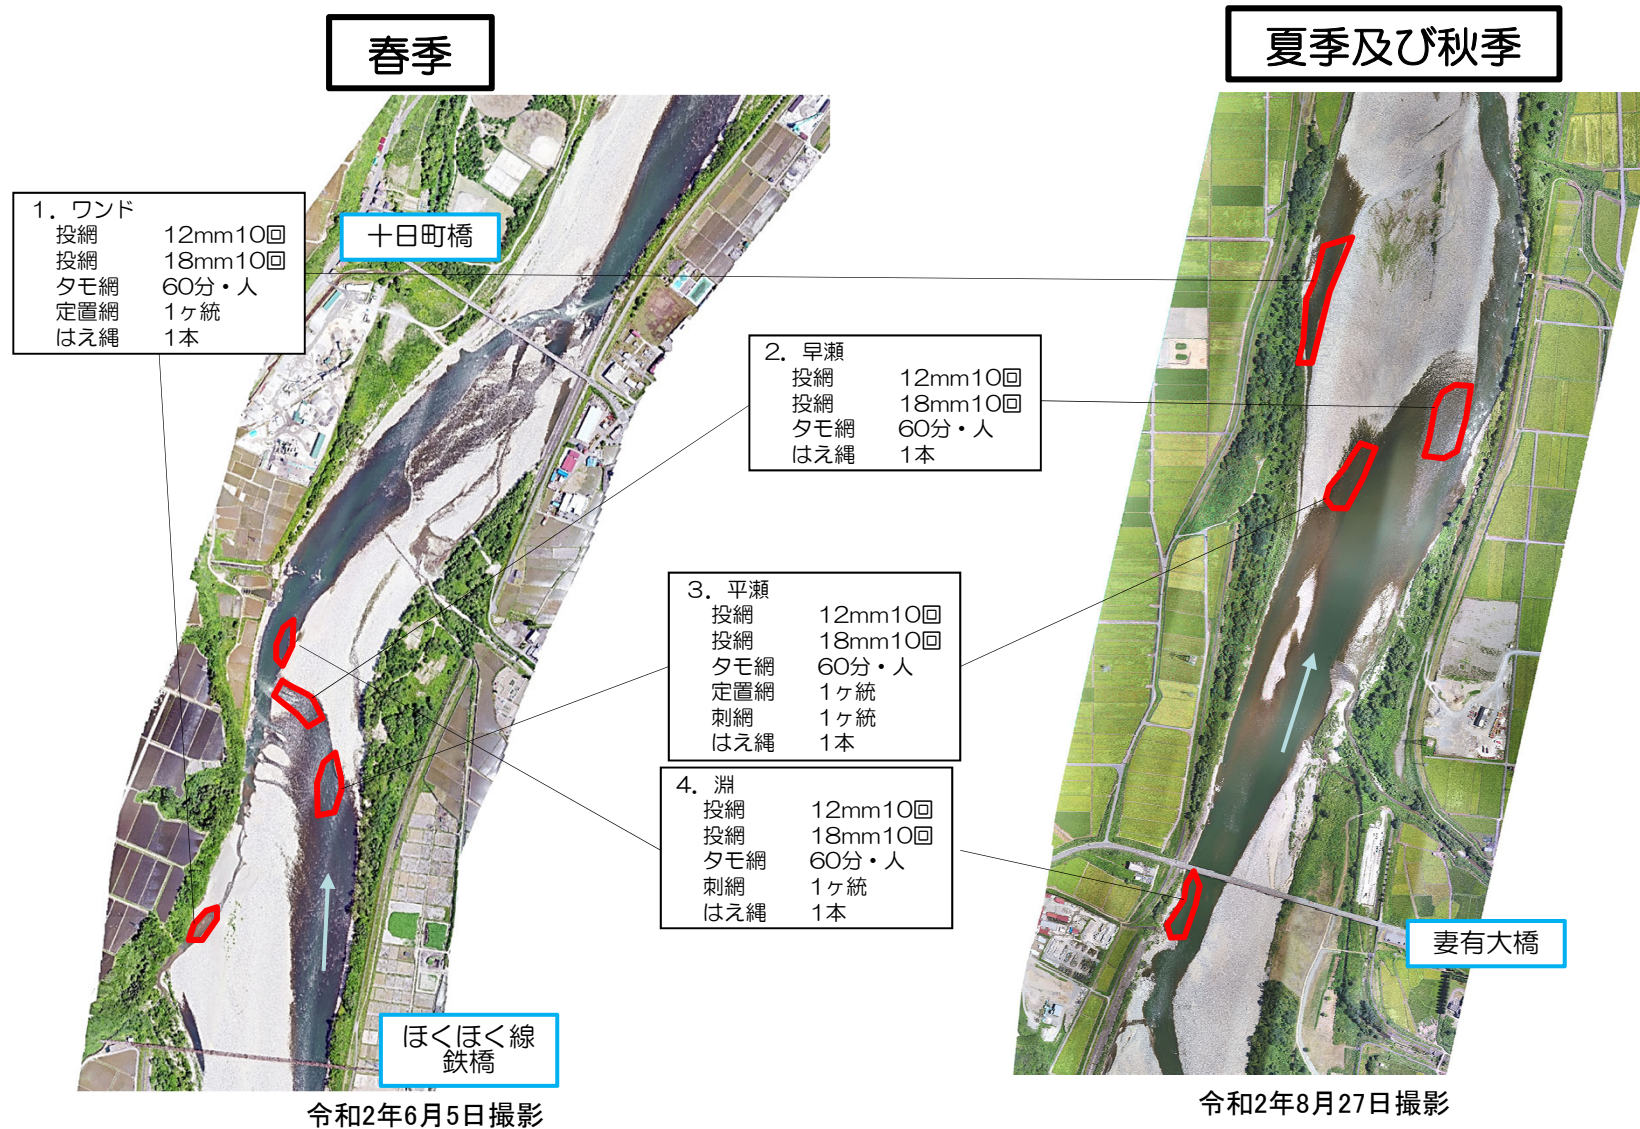 春季
夏季及び秋季
1．ワンド
投網 12mm10回
投網 18mm10回
タモ網 60分・人
定置網 1ヶ統
はえ縄 1本
十日町橋
2．早瀬
投網 12mm10回
投網 18mm10回
タモ網 60分・人
はえ縄 1本
3．平瀬
投網 12mm10回
投網 18mm10回
タモ網 60分・人
定置網 1ヶ統
刺網 1ヶ統
はえ縄 1本
4．淵
投網 12mm10回
投網 18mm10回
タモ網 60分・人
刺網 1ヶ統
はえ縄 1本
妻有大橋
ほくほく線
鉄橋
令和2年6月5日撮影
令和2年8月27日撮影